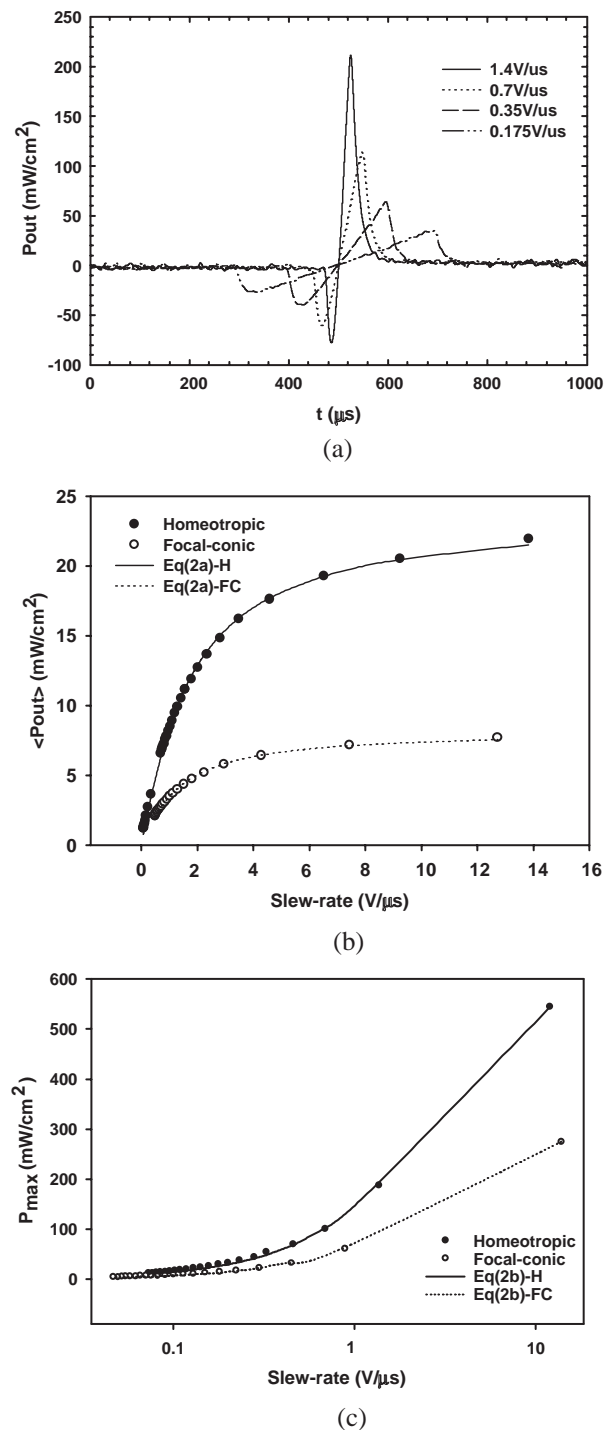 250
200
150
100
50
0
-50
-100
Pout (mW/cm²)
1.4V/us
0.7V/us
0.35V/us
0.175V/us
0 200 400 600 800 1000
t (μs)
(a)
25
20
15
10
5
0
<Pout> (mW/cm²)
Homeotropic
Focal-conic
Eq(2a)-H
Eq(2a)-FC
0 2 4 6 8 10 12 14 16
Slew-rate (V/μs)
(b)
600
500
400
300
200
100
0
Pmax (mW/cm²)
Homeotropic
Focal-conic
Eq(2b)-H
Eq(2b)-FC
0.1 1 10
Slew-rate (V/μs)
(c)